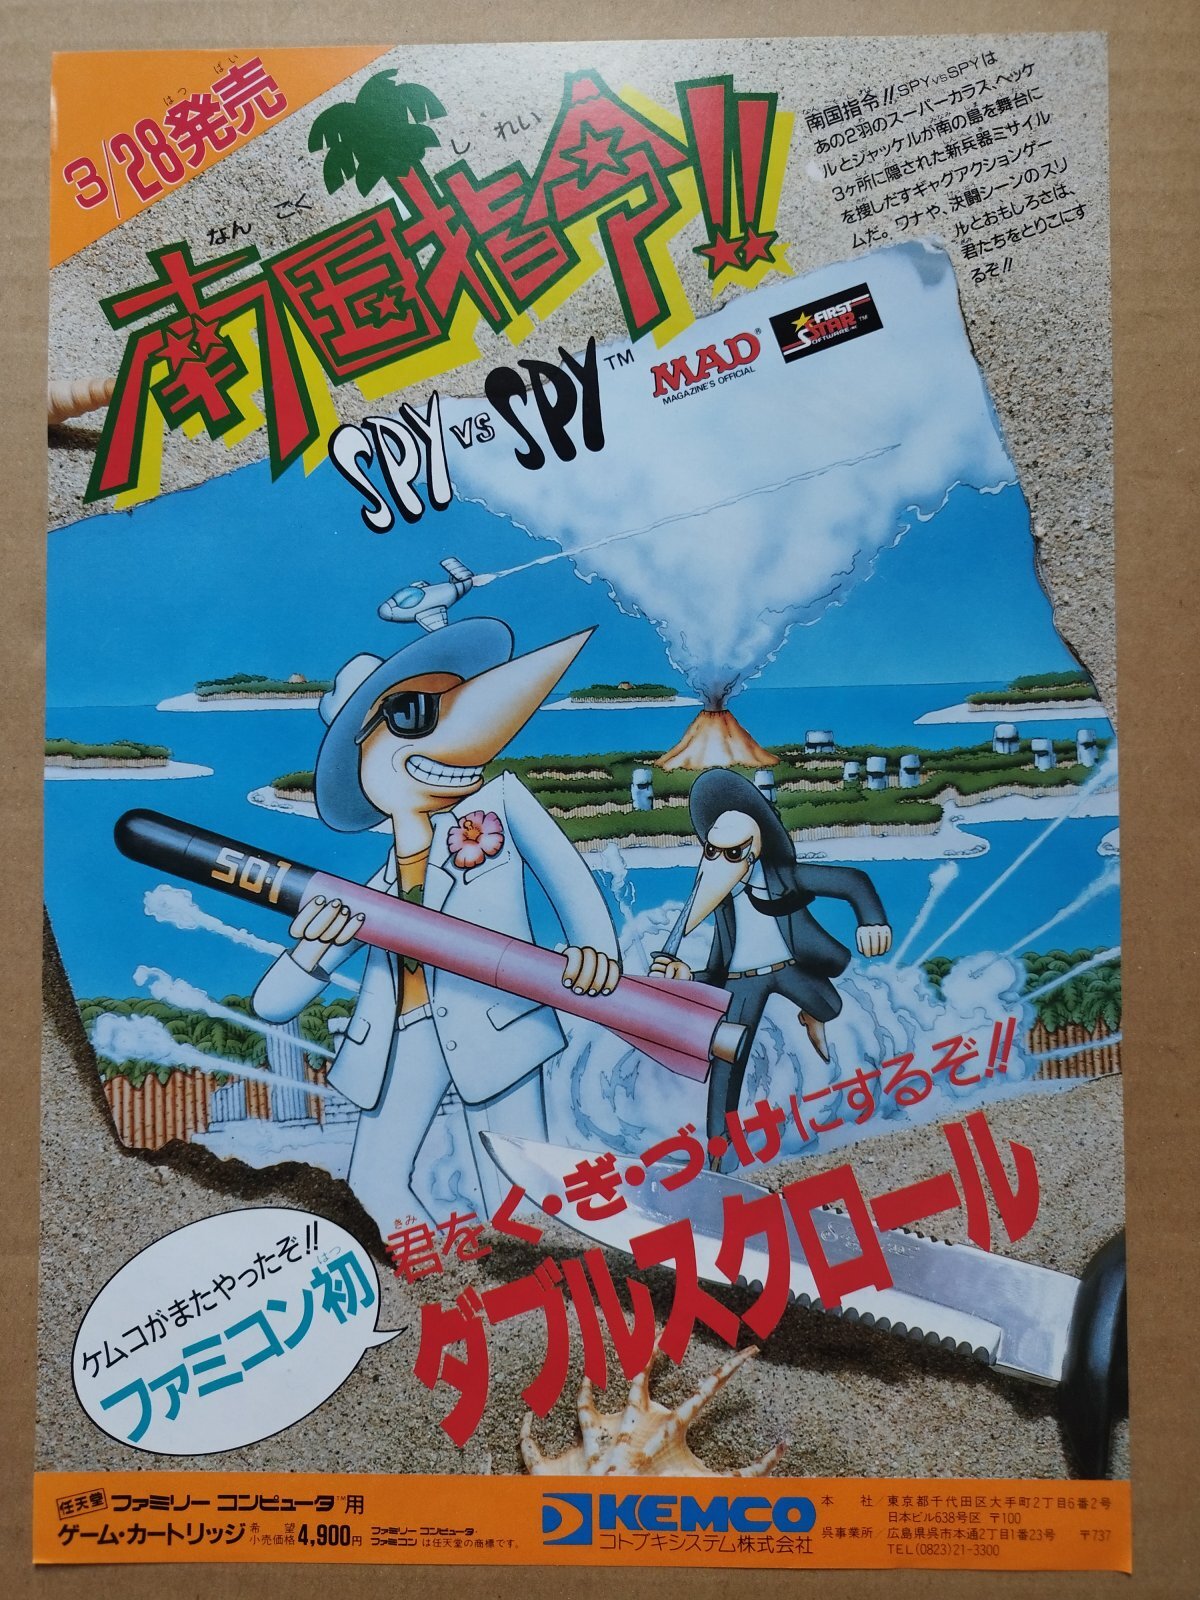 3/28発売
はつ ばい
南国指令!!
なん ごく し れい
SPY vs SPY™
MAD®
MAGAZINE'S OFFICIAL
FIRST
STAR™
SOFTWARE INC
南国指令!!SPY vs SPYは
あの2羽のスーパーカラス、ヘッケ
ルとジャッケルが南の島を舞台に
3ヶ所に隠された新兵器ミサイル
を捜しだすギャグアクションゲー
ムだ。ワナや、決闘シーンのスリ
ルとおもしろさは、
君たちをとりこにす
るぞ!!
SO-1
君をく・ぎ・づ・けにするぞ!!
きみ
ダブルスクロール
ケムコがまたやったぞ!!
ファミコン初
はつ
任天堂 ファミリー コンピュータ™用
ゲーム・カートリッジ 希望小売価格 4,900円
ファミリー コンピュータ・
ファミコン は任天堂の商標です。
KEMCO
コトブキシステム株式会社
本 社/東京都千代田区大手町2丁目6番2号
日本ビル638号区 〒100
呉事業所/広島県呉市本通2丁目1番23号 〒737
TEL(0823)21-3300